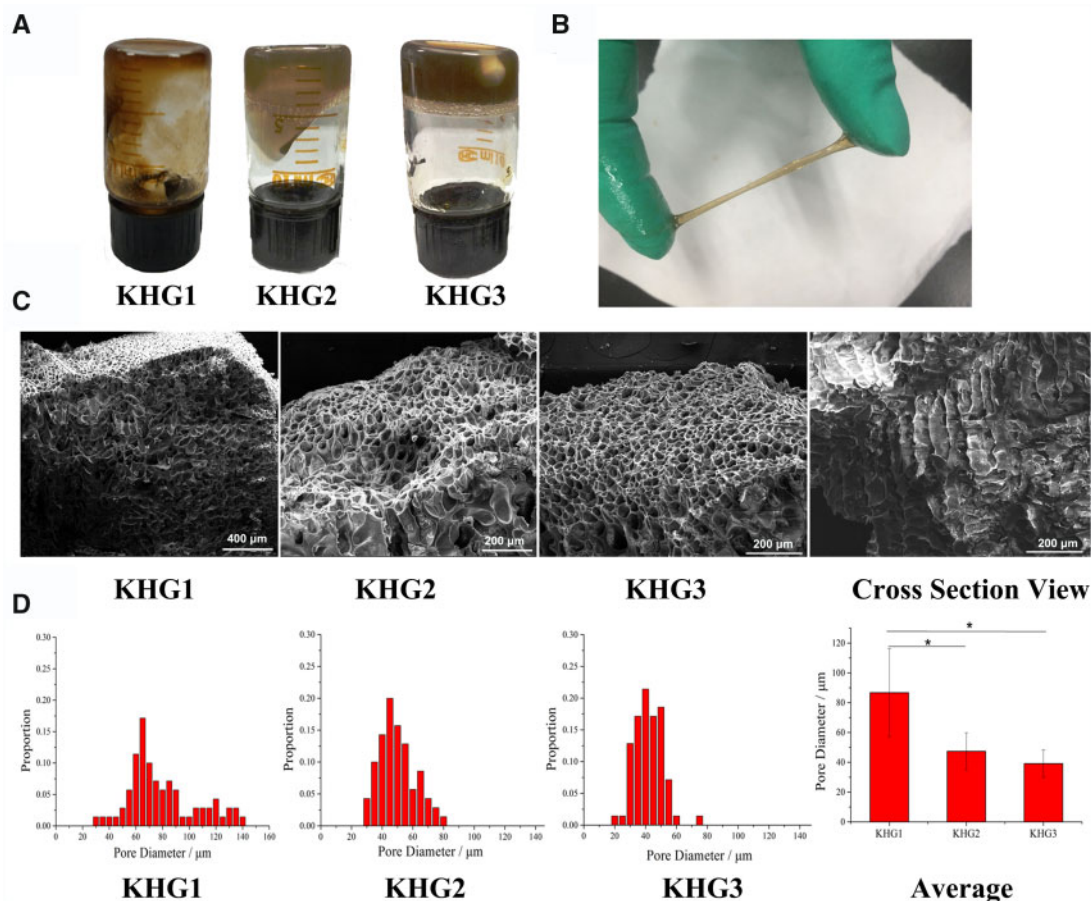 A
B
KHG1 KHG2 KHG3
C
400 μm
200 μm
200 μm
200 μm
KHG1 KHG2 KHG3 Cross Section View
D
0.30
0.25
0.20
0.15
0.10
0.05
0.00
Proportion
0 20 40 60 80 100 120 140 160
Pore Diameter / μm
KHG1
0.30
0.25
0.20
0.15
0.10
0.05
0.00
Proportion
0 20 40 60 80 100 120 140
Pore Diameter / μm
KHG2
0.30
0.25
0.20
0.15
0.10
0.05
0.00
Proportion
0 20 40 60 80 100 120 140
Pore Diameter / μm
KHG3
120
100
80
60
40
20
0
Pore Diameter / μm
*
*
KHG1 KHG2 KHG3
Average